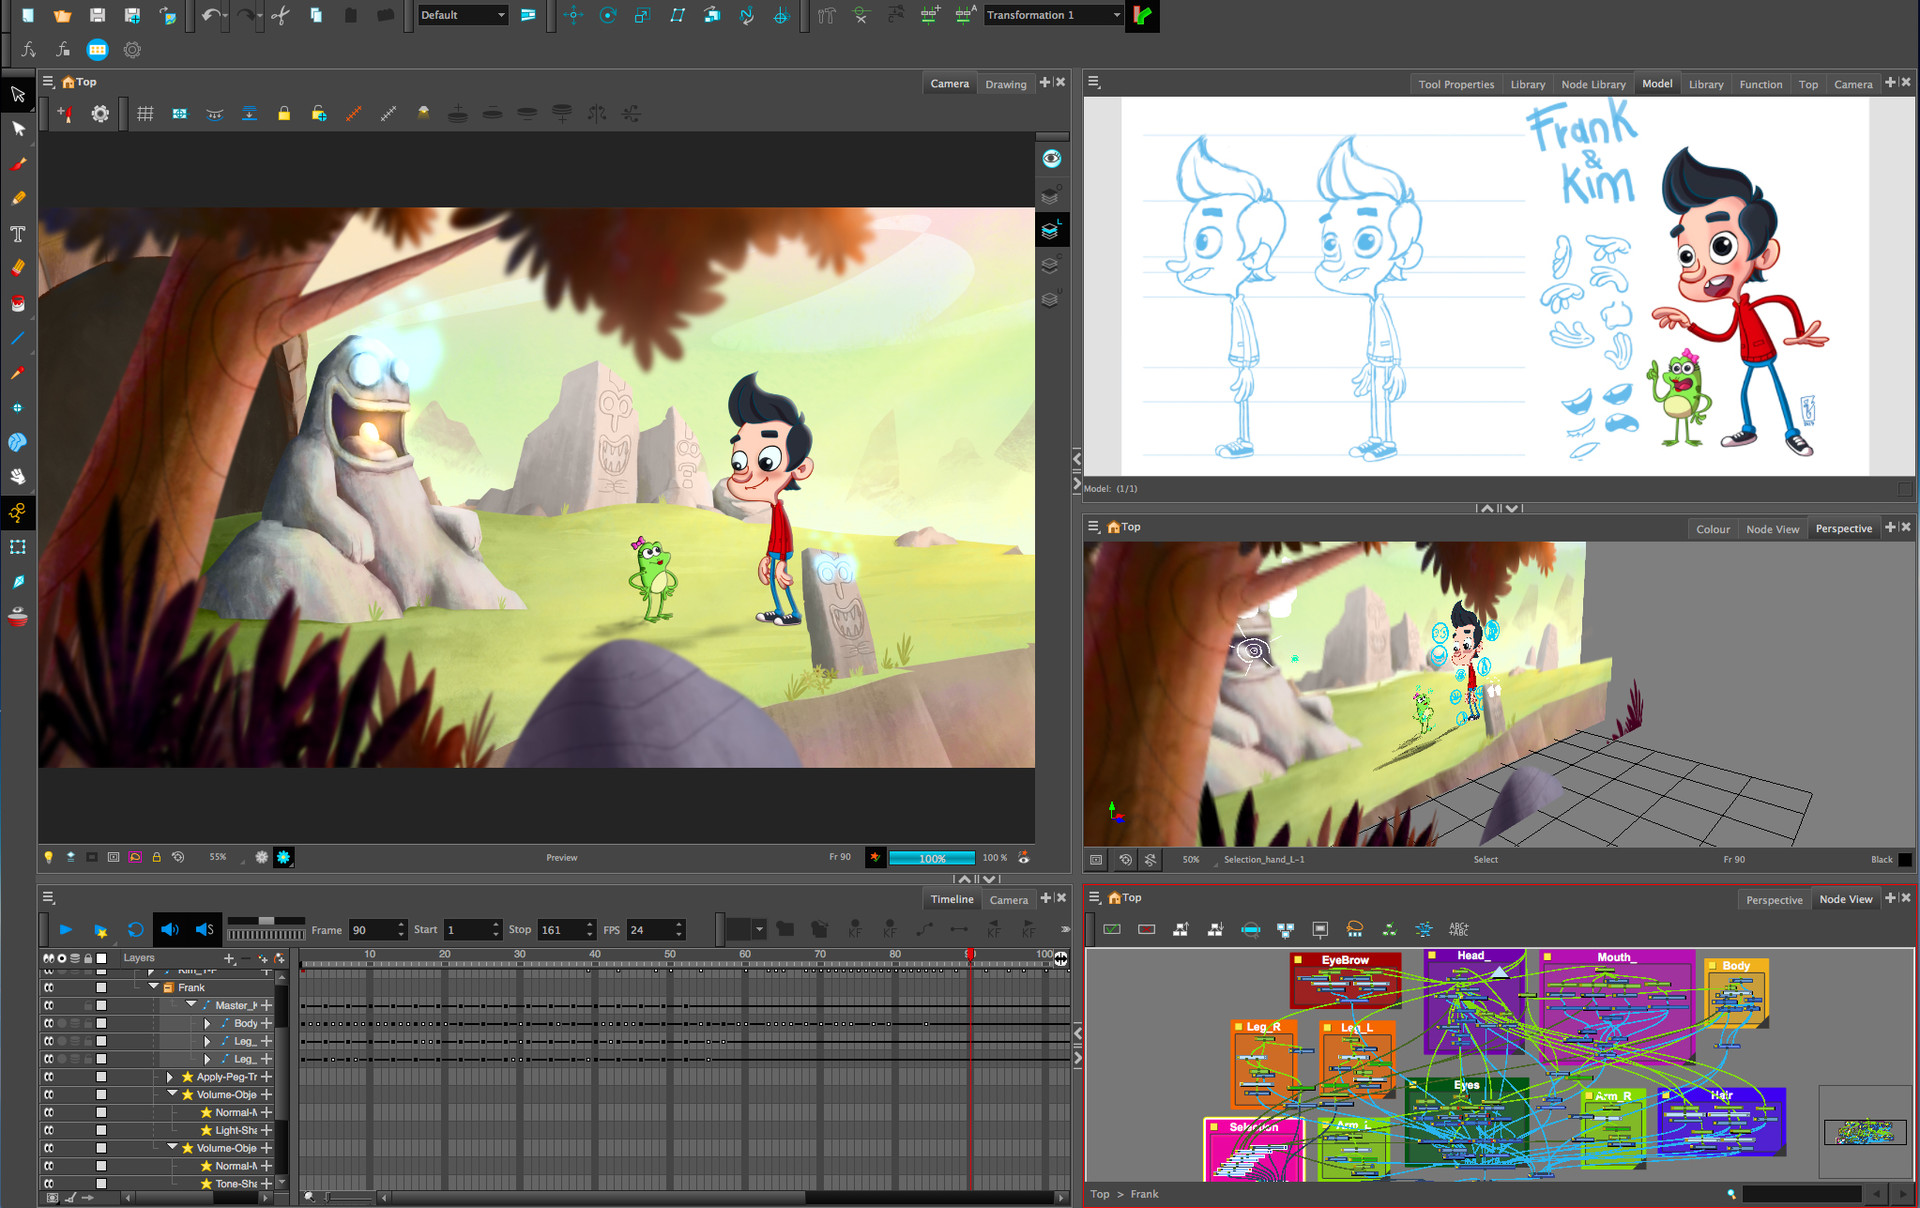 Default
Transformation 1
Top
Camera
Drawing
Tool Properties
Library
Node Library
Model
Library
Function
Top
Camera
Frank
&
Kim
Model: (1/1)
Top
Colour
Node View
Perspective
55%
Preview
Fr 90
100%
100 %
50%
Selection_hand_L-1
Select
Fr 90
Black
Timeline
Camera
Frame 90 Start 1 Stop 161 FPS 24
KF KF KF KF
Layers
10 20 30 40 50 60 70 80 90 100
Kim_T-P
Frank
Master_
Body
Leg_
Leg_
Apply-Peg-Tr
Volume-Obje
Normal-M
Light-Sha
Volume-Obje
Normal-M
Tone-Sha
Top
Perspective
Node View
ABC+
+ABC
EyeBrow
Head_
Mouth_
Body
Leg_R
Leg_L
Eyes
Arm_R
Hair
Selection
Arm_L
Top > Frank